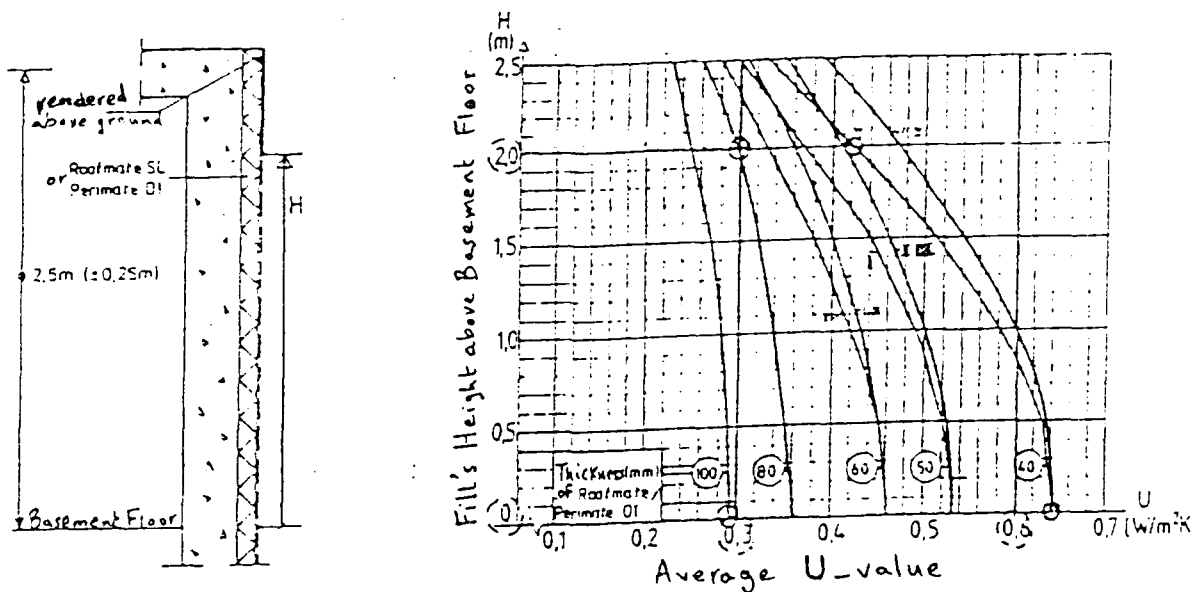 rendered
above ground
or Roofmate SL
Perimate DI
2,5m (±0,25m)
H
Basement Floor
H
(m)
Fill's Height above Basement Floor
2,5
2,0
1,5
1,0
0,5
0
Thickness(mm)
of Roofmate/
Perimate DI
100
80
60
50
40
0,1
0,2
0,3
0,4
0,5
0,6
0,7
U
(W/m²K
Average U-value